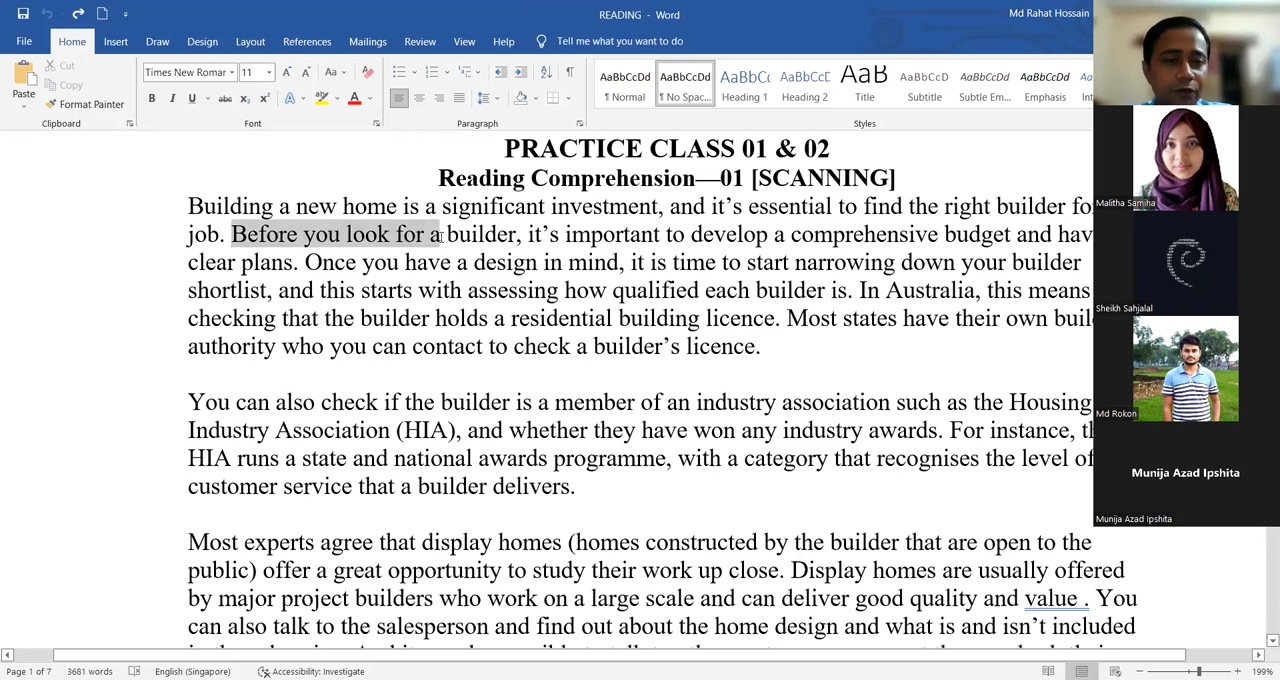 READING - Word
Md Rahat Hossain
File Home Insert Draw Design Layout References Mailings Review View Help Tell me what you want to do
Paste
Cut
Copy
Format Painter
Times New Romar 11
Aa
B I U abc x₂ x²
AaBbCcDd AaBbCcDd AaBbCc AaBbCcD AaB AaBbCcD AaBbCcDd AaBbCcDd
¶ Normal ¶ No Spac... Heading 1 Heading 2 Title Subtitle Subtle Em... Emphasis
Clipboard Font Paragraph Styles
PRACTICE CLASS 01 & 02
Reading Comprehension—01 [SCANNING]
Building a new home is a significant investment, and it’s essential to find the right builder fo
job. Before you look for a builder, it’s important to develop a comprehensive budget and hav
clear plans. Once you have a design in mind, it is time to start narrowing down your builder
shortlist, and this starts with assessing how qualified each builder is. In Australia, this means
checking that the builder holds a residential building licence. Most states have their own buil
authority who you can contact to check a builder’s licence.
You can also check if the builder is a member of an industry association such as the Housing
Industry Association (HIA), and whether they have won any industry awards. For instance, th
HIA runs a state and national awards programme, with a category that recognises the level of
customer service that a builder delivers.
Most experts agree that display homes (homes constructed by the builder that are open to the
public) offer a great opportunity to study their work up close. Display homes are usually offered
by major project builders who work on a large scale and can deliver good quality and value . You
can also talk to the salesperson and find out about the home design and what is and isn’t included
Malitha Samiha
Sheikh Sahjalal
Md Rokon
Munija Azad Ipshita
Munija Azad Ipshita
Page 1 of 7 3681 words English (Singapore) Accessibility: Investigate 199%